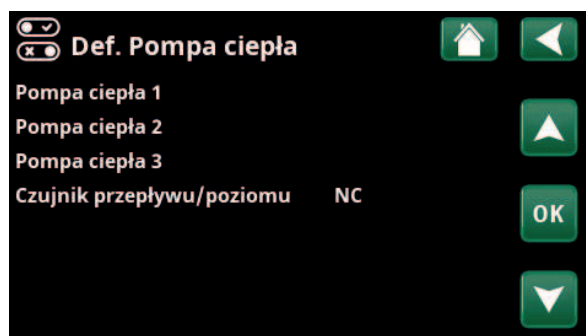 Def. Pompa ciepła
Pompa ciepła 1
Pompa ciepła 2
Pompa ciepła 3
Czujnik przepływu/poziomu NC
OK